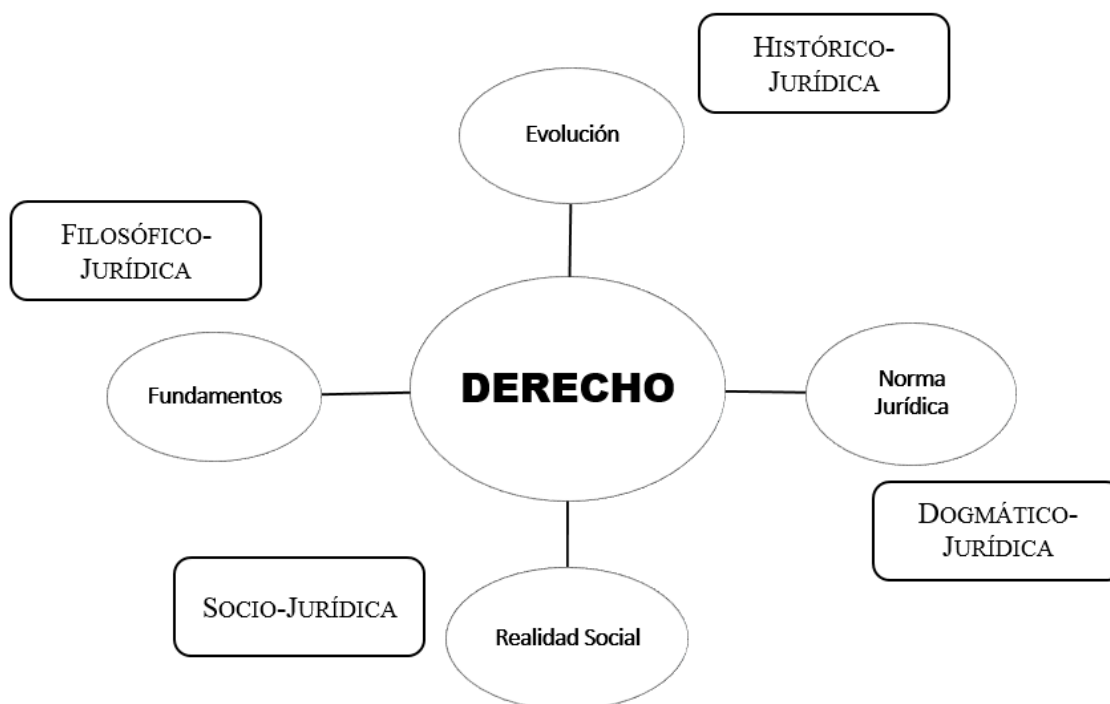 HISTÓRICO-
JURÍDICA
Evolución
FILOSÓFICO-
JURÍDICA
Fundamentos
DERECHO
Norma
Jurídica
DOGMÁTICO-
JURÍDICA
SOCIO-JURÍDICA
Realidad Social